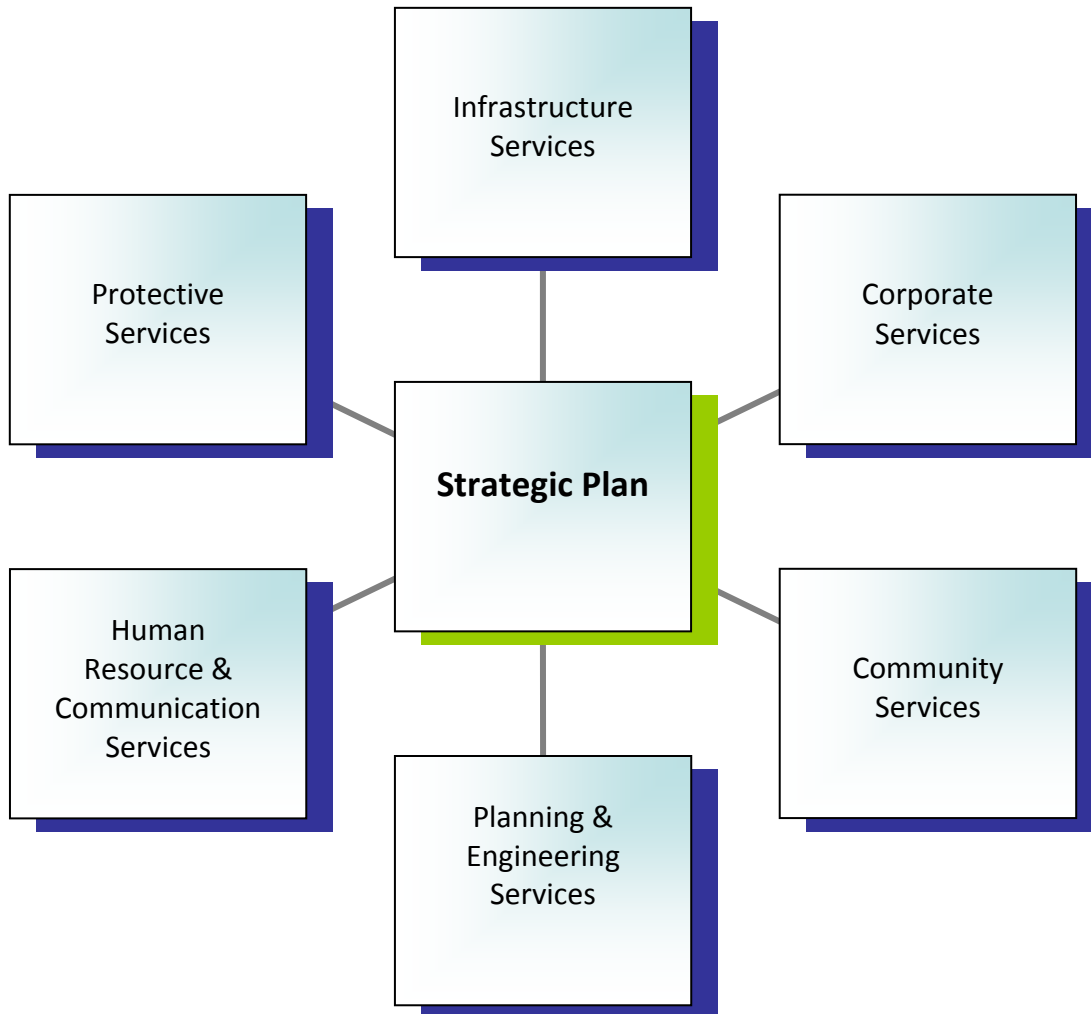 Infrastructure
Services
Protective
Services
Corporate
Services
Strategic Plan
Human
Resource &
Communication
Services
Community
Services
Planning &
Engineering
Services